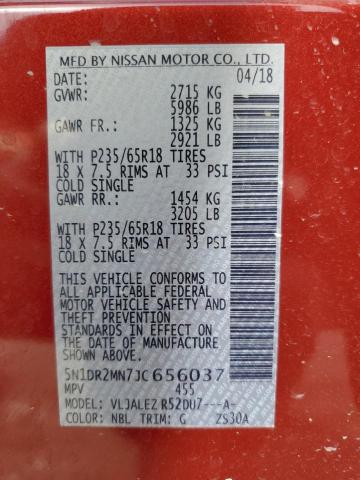 MFD BY NISSAN MOTOR CO., LTD.
DATE: 04/18
GVWR: 2715 KG
5986 LB
GAWR FR.: 1325 KG
2921 LB
WITH P235/65R18 TIRES
18 X 7.5 RIMS AT 33 PSI
COLD SINGLE
GAWR RR.: 1454 KG
3205 LB
WITH P235/65R18 TIRES
18 X 7.5 RIMS AT 33 PSI
COLD SINGLE
THIS VEHICLE CONFORMS TO
ALL APPLICABLE FEDERAL
MOTOR VEHICLE SAFETY AND
THEFT PREVENTION
STANDARDS IN EFFECT ON THE
DATE OF MANUFACTURE
SHOWN ABOVE.
5N1DR2MN7JC656037
MPV 455
MODEL: VLJALEZ R52DU7---A-
COLOR: NBL TRIM: G ZS30A